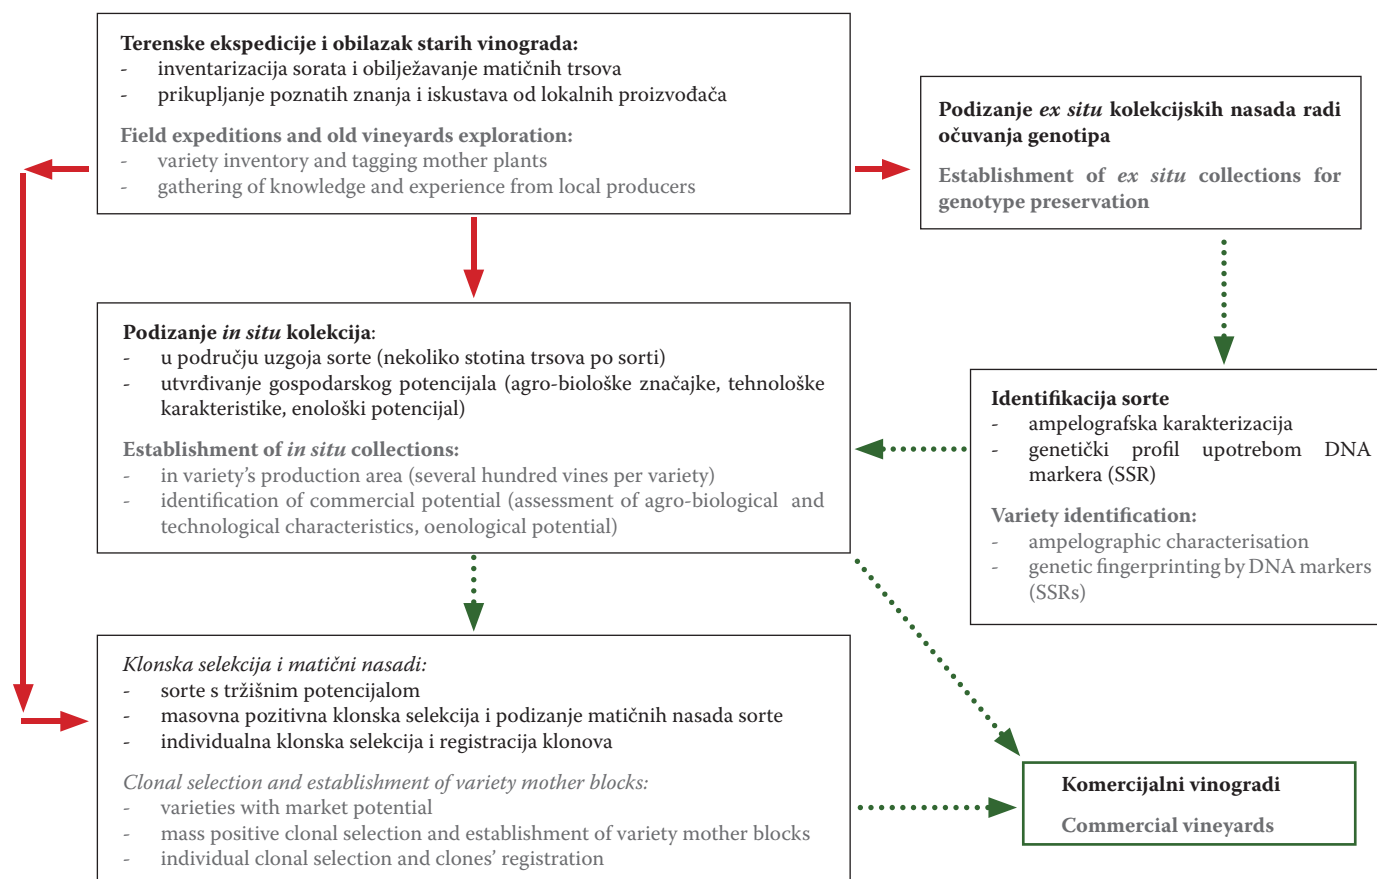 Terenske ekspedicije i obilazak starih vinograda:
- inventarizacija sorata i obilježavanje matičnih trsova
- prikupljanje poznatih znanja i iskustava od lokalnih proizvođača
Field expeditions and old vineyards exploration:
- variety inventory and tagging mother plants
- gathering of knowledge and experience from local producers
Podizanje ex situ kolekcijskih nasada radi
očuvanja genotipa
Establishment of ex situ collections for
genotype preservation
Podizanje in situ kolekcija:
- u području uzgoja sorte (nekoliko stotina trsova po sorti)
- utvrđivanje gospodarskog potencijala (agro-biološke značajke, tehnološke
karakteristike, enološki potencijal)
Establishment of in situ collections:
- in variety's production area (several hundred vines per variety)
- identification of commercial potential (assessment of agro-biological and
technological characteristics, oenological potential)
Identifikacija sorte
- ampelografska karakterizacija
- genetički profil upotrebom DNA
markera (SSR)
Variety identification:
- ampelographic characterisation
- genetic fingerprinting by DNA markers
(SSRs)
Klonska selekcija i matični nasadi:
- sorte s tržišnim potencijalom
- masovna pozitivna klonska selekcija i podizanje matičnih nasada sorte
- individualna klonska selekcija i registracija klonova
Clonal selection and establishment of variety mother blocks:
- varieties with market potential
- mass positive clonal selection and establishment of variety mother blocks
- individual clonal selection and clones' registration
Komercijalni vinogradi
Commercial vineyards